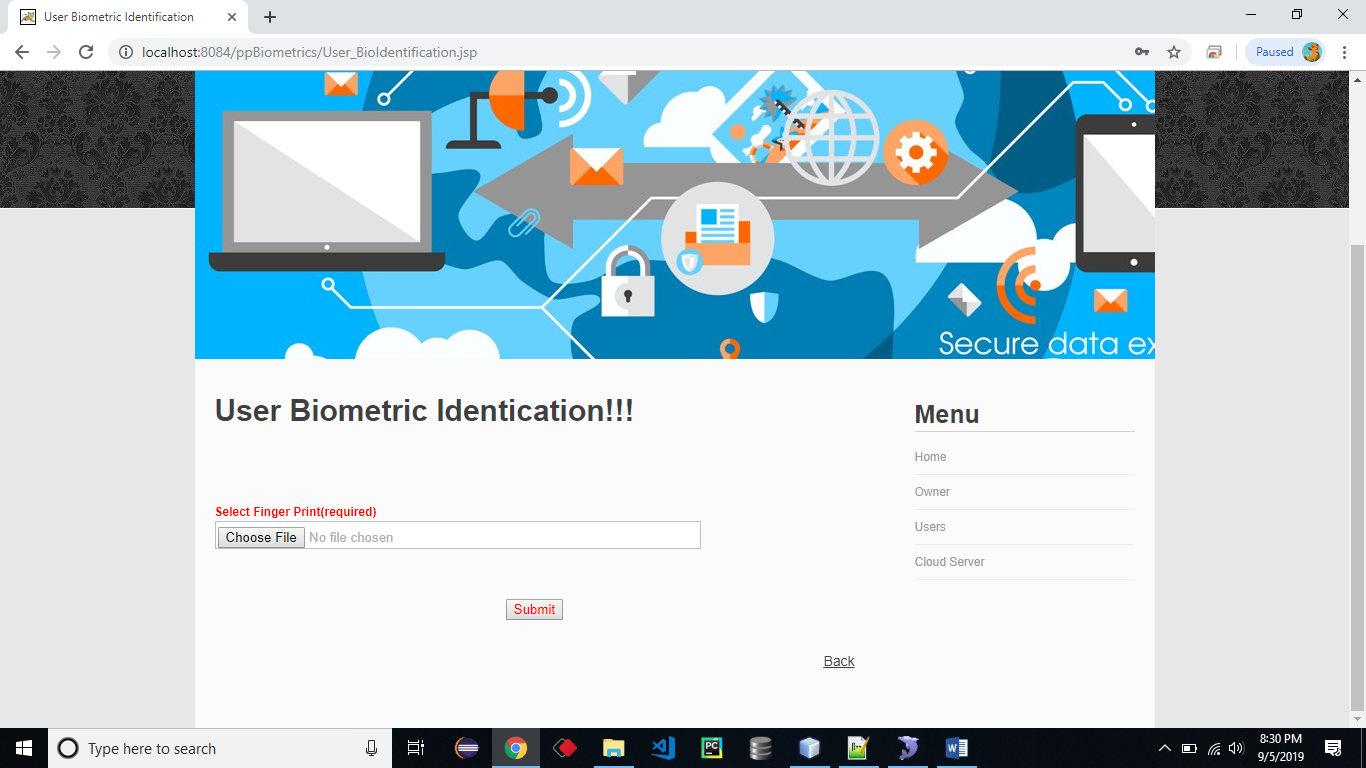 User Biometric Identification
localhost:8084/ppBiometrics/User_BioIdentification.jsp
Paused
Secure data ex
User Biometric Identication!!!
Select Finger Print(required)
Choose File No file chosen
Submit
Back
Menu
Home
Owner
Users
Cloud Server
Type here to search
PC
8:30 PM
9/5/2019